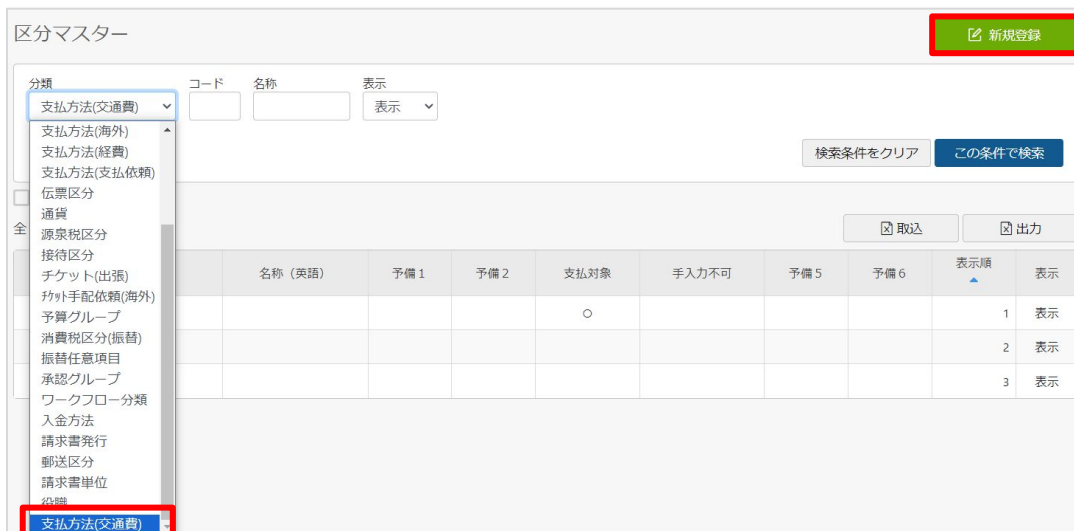 区分マスター
新規登録
分類 コード 名称 表示
支払方法(交通費) 表示
支払方法(海外)
支払方法(経費)
支払方法(支払依頼)
検索条件をクリア この条件で検索
伝票区分
通貨
全
源泉税区分
取込 出力
接待区分
チケット(出張)
ﾁｹｯﾄ手配依頼(海外)
名称（英語） 予備1 予備2 支払対象 手入力不可 予備5 予備6 表示順 表示
予算グループ
○ 1 表示
消費税区分(振替)
2 表示
振替任意項目
承認グループ
3 表示
ワークフロー分類
入金方法
請求書発行
郵送区分
請求書単位
役職
支払方法(交通費)